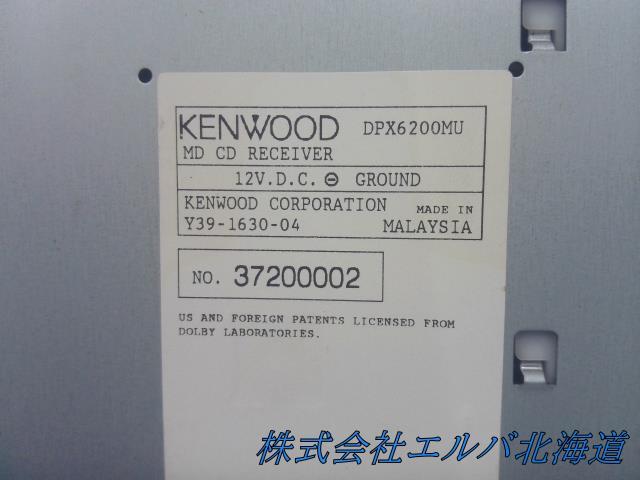 KENWOOD DPX6200MU
MD CD RECEIVER
12V.D.C. ⊖ GROUND
KENWOOD CORPORATION MADE IN
Y39-1630-04 MALAYSIA
NO. 37200002
US AND FOREIGN PATENTS LICENSED FROM
DOLBY LABORATORIES.
株式会社エルバ北海道